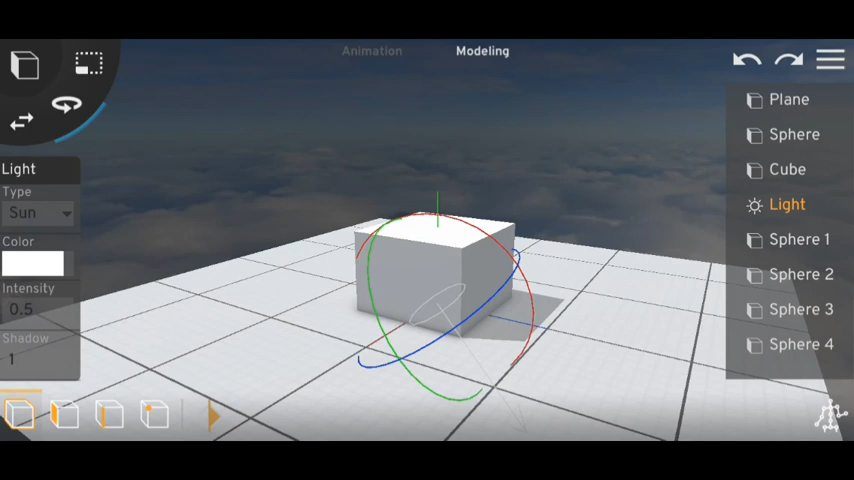 Animation Modeling
Plane
Sphere
Light
Cube
Type
Sun
Light
Color
Sphere 1
Sphere 2
Intensity
0.5
Sphere 3
Shadow
1
Sphere 4